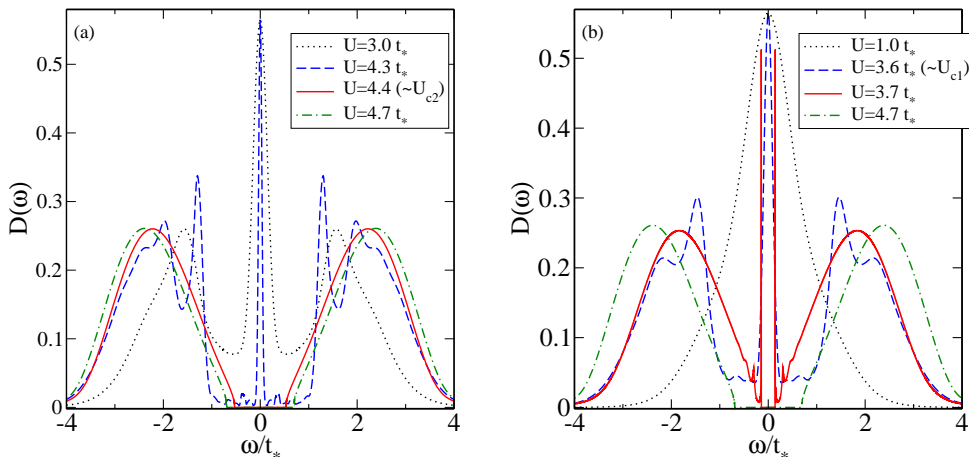 (a)
U=3.0 t*
U=4.3 t*
U=4.4 (~Uc2)
U=4.7 t*
D(ω)
0.5
0.4
0.3
0.2
0.1
0
-4
-2
0
2
4
ω/t*
(b)
U=1.0 t*
U=3.6 t* (~Uc1)
U=3.7 t*
U=4.7 t*
D(ω)
0.5
0.4
0.3
0.2
0.1
0
-4
-2
0
2
4
ω/t*